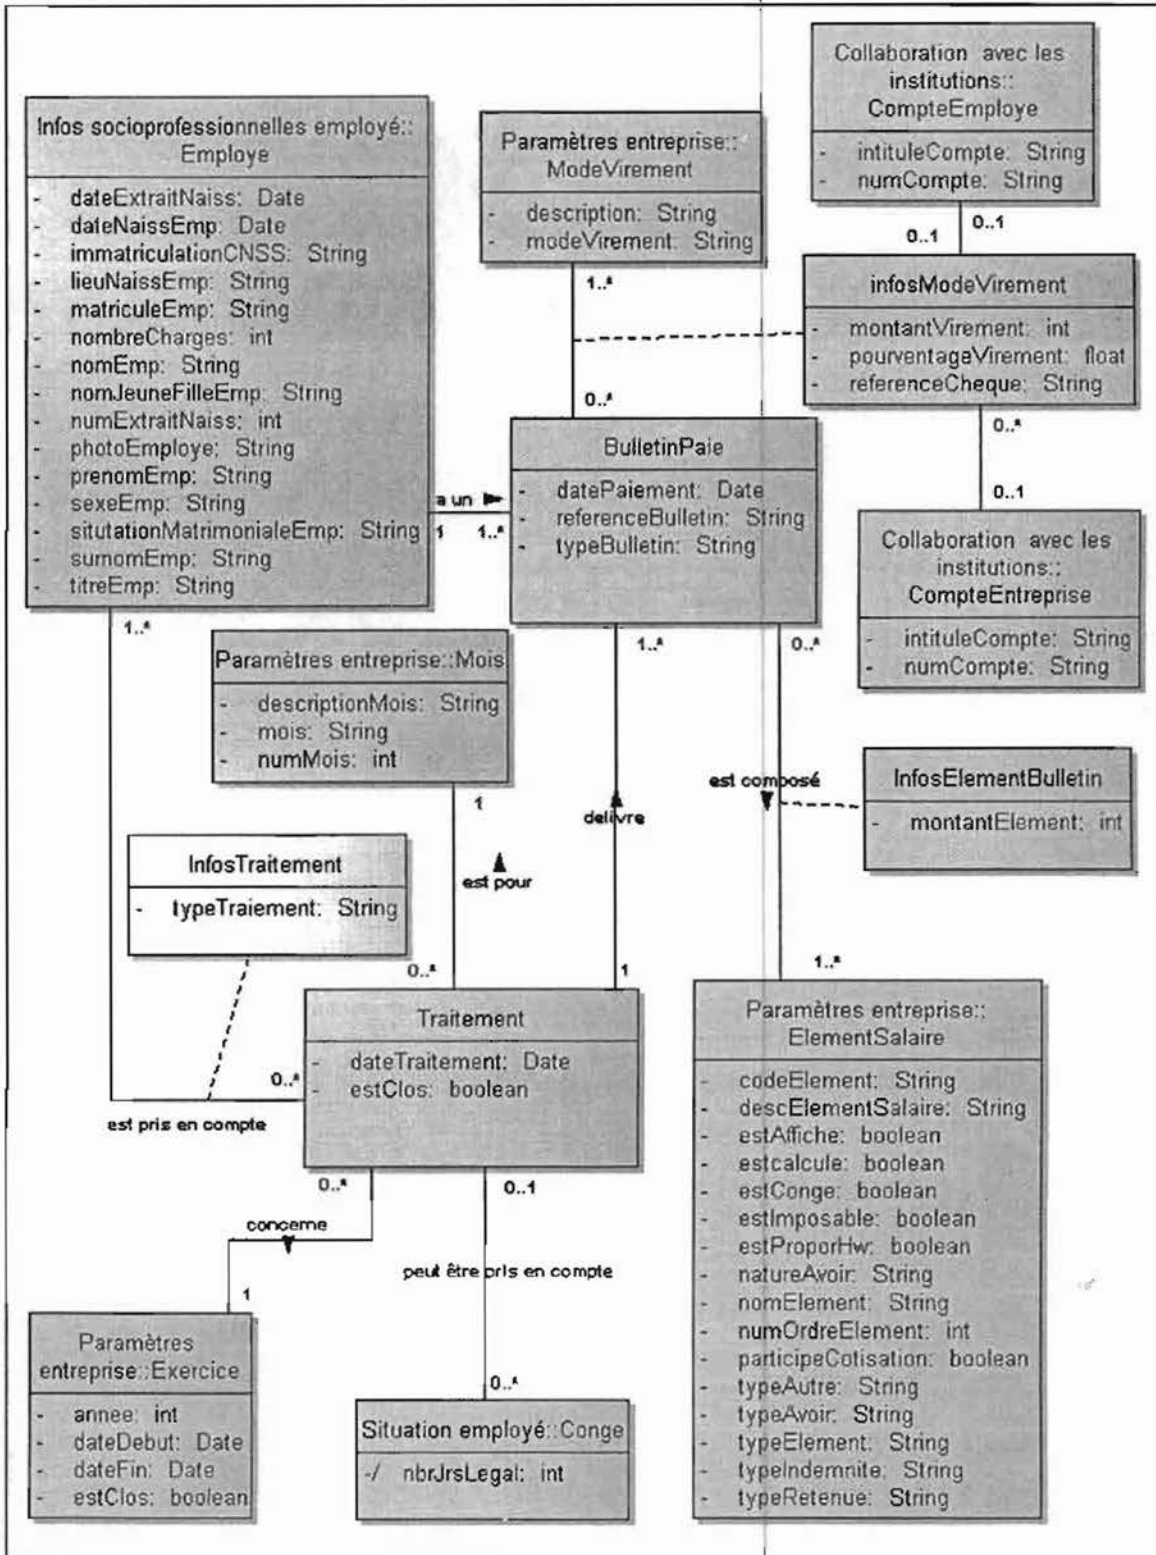 Collaboration avec les
institutions::
CompteEmploye
- intituleCompte: String
- numCompte: String
Infos socioprofessionnelles employé::
Employe
- dateExtraitNaiss: Date
- dateNaissEmp: Date
- immatriculationCNSS: String
- lieuNaissEmp: String
- matriculeEmp: String
- nombreCharges: int
- nomEmp: String
- nomJeuneFilleEmp: String
- numExtraitNaiss: int
- photoEmploye: String
- prenomEmp: String
- sexeEmp: String
- situtationMatrimonialeEmp: String
- surnomEmp: String
- titreEmp: String
Paramètres entreprise::
ModeVirement
- description: String
- modeVirement: String
0..1
0..1
1..*
infosModeVirement
- montantVirement: int
- pourventageVirement: float
- referenceCheque: String
0..*
0..*
BulletinPaie
- datePaiement: Date
- referenceBulletin: String
- typeBulletin: String
a un
1
1..*
0..1
Collaboration avec les
institutions::
CompteEntreprise
- intituleCompte: String
- numCompte: String
1..*
1..*
0..*
Paramètres entreprise::Mois
- descriptionMois: String
- mois: String
- numMois: int
1
est composé
InfosElementBulletin
- montantElement: int
delivre
InfosTraitement
- typeTraiement: String
est pour
0..*
1
1..*
Traitement
- dateTraitement: Date
- estClos: boolean
0..*
est pris en compte
Paramètres entreprise::
ElementSalaire
- codeElement: String
- descElementSalaire: String
- estAffiche: boolean
- estcalcule: boolean
- estConge: boolean
- estImposable: boolean
- estProporHw: boolean
- natureAvoir: String
- nomElement: String
- numOrdreElement: int
- participeCotisation: boolean
- typeAutre: String
- typeAvoir: String
- typeElement: String
- typeIndemnite: String
- typeRetenue: String
0..*
0..1
concerne
peut être pris en compte
1
Paramètres
entreprise::Exercice
- annee: int
- dateDebut: Date
- dateFin: Date
- estClos: boolean
0..*
Situation employé::Conge
-/ nbrJrsLegal: int